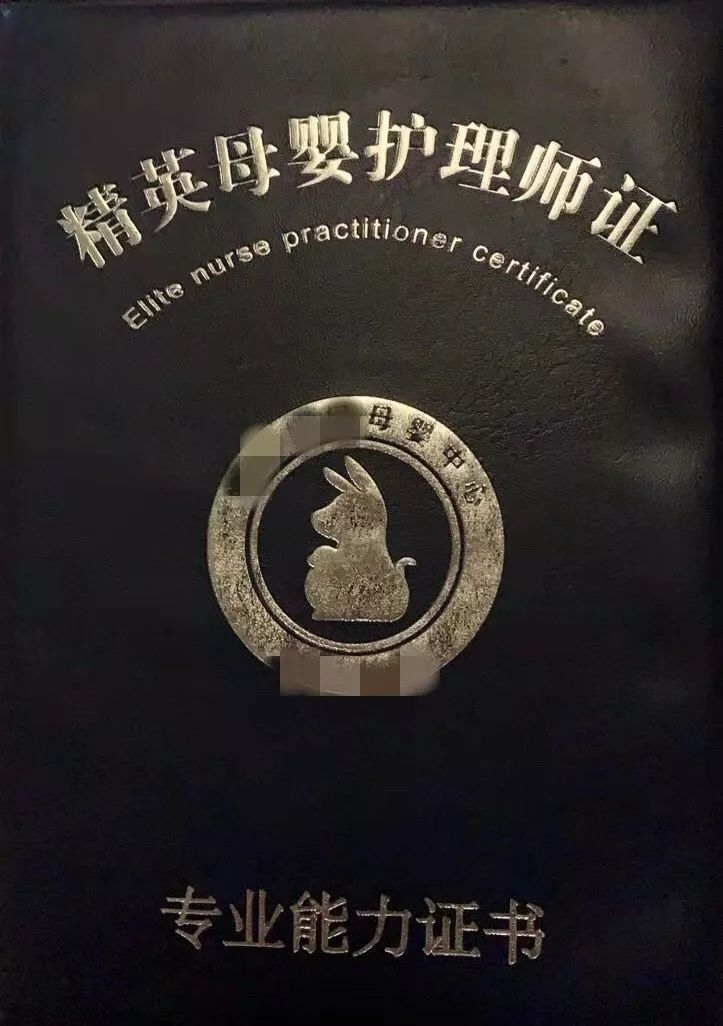 精英母婴护理师证
Elite nurse practitioner certificate
母婴中心
专业能力证书